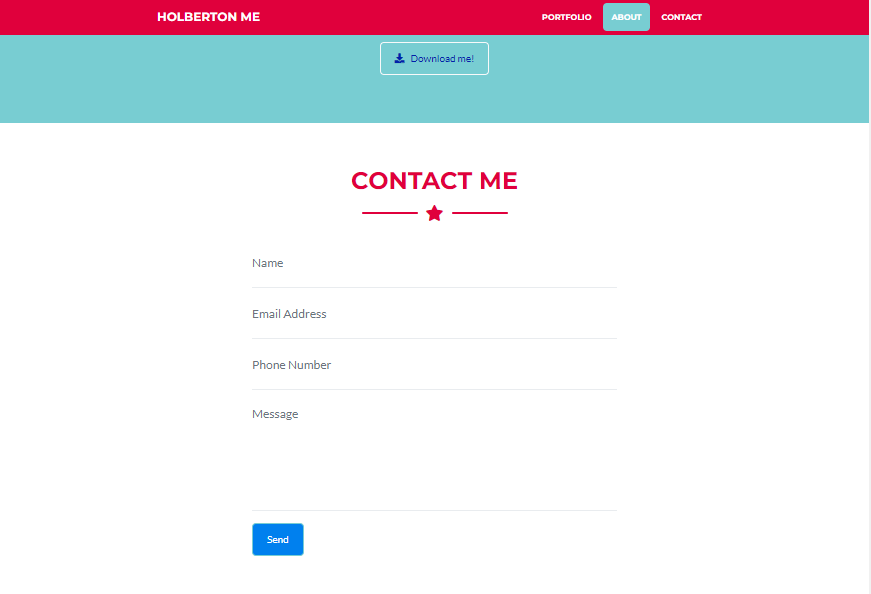 HOLBERTON ME PORTFOLIO ABOUT CONTACT
Download me!
CONTACT ME
Name
Email Address
Phone Number
Message
Send